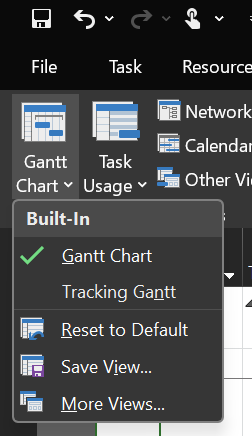 File Task Resource
Network
Calendar
Other Vi
Gantt Chart
Task Usage
Built-In
Gantt Chart
Tracking Gantt
Reset to Default
Save View...
More Views...